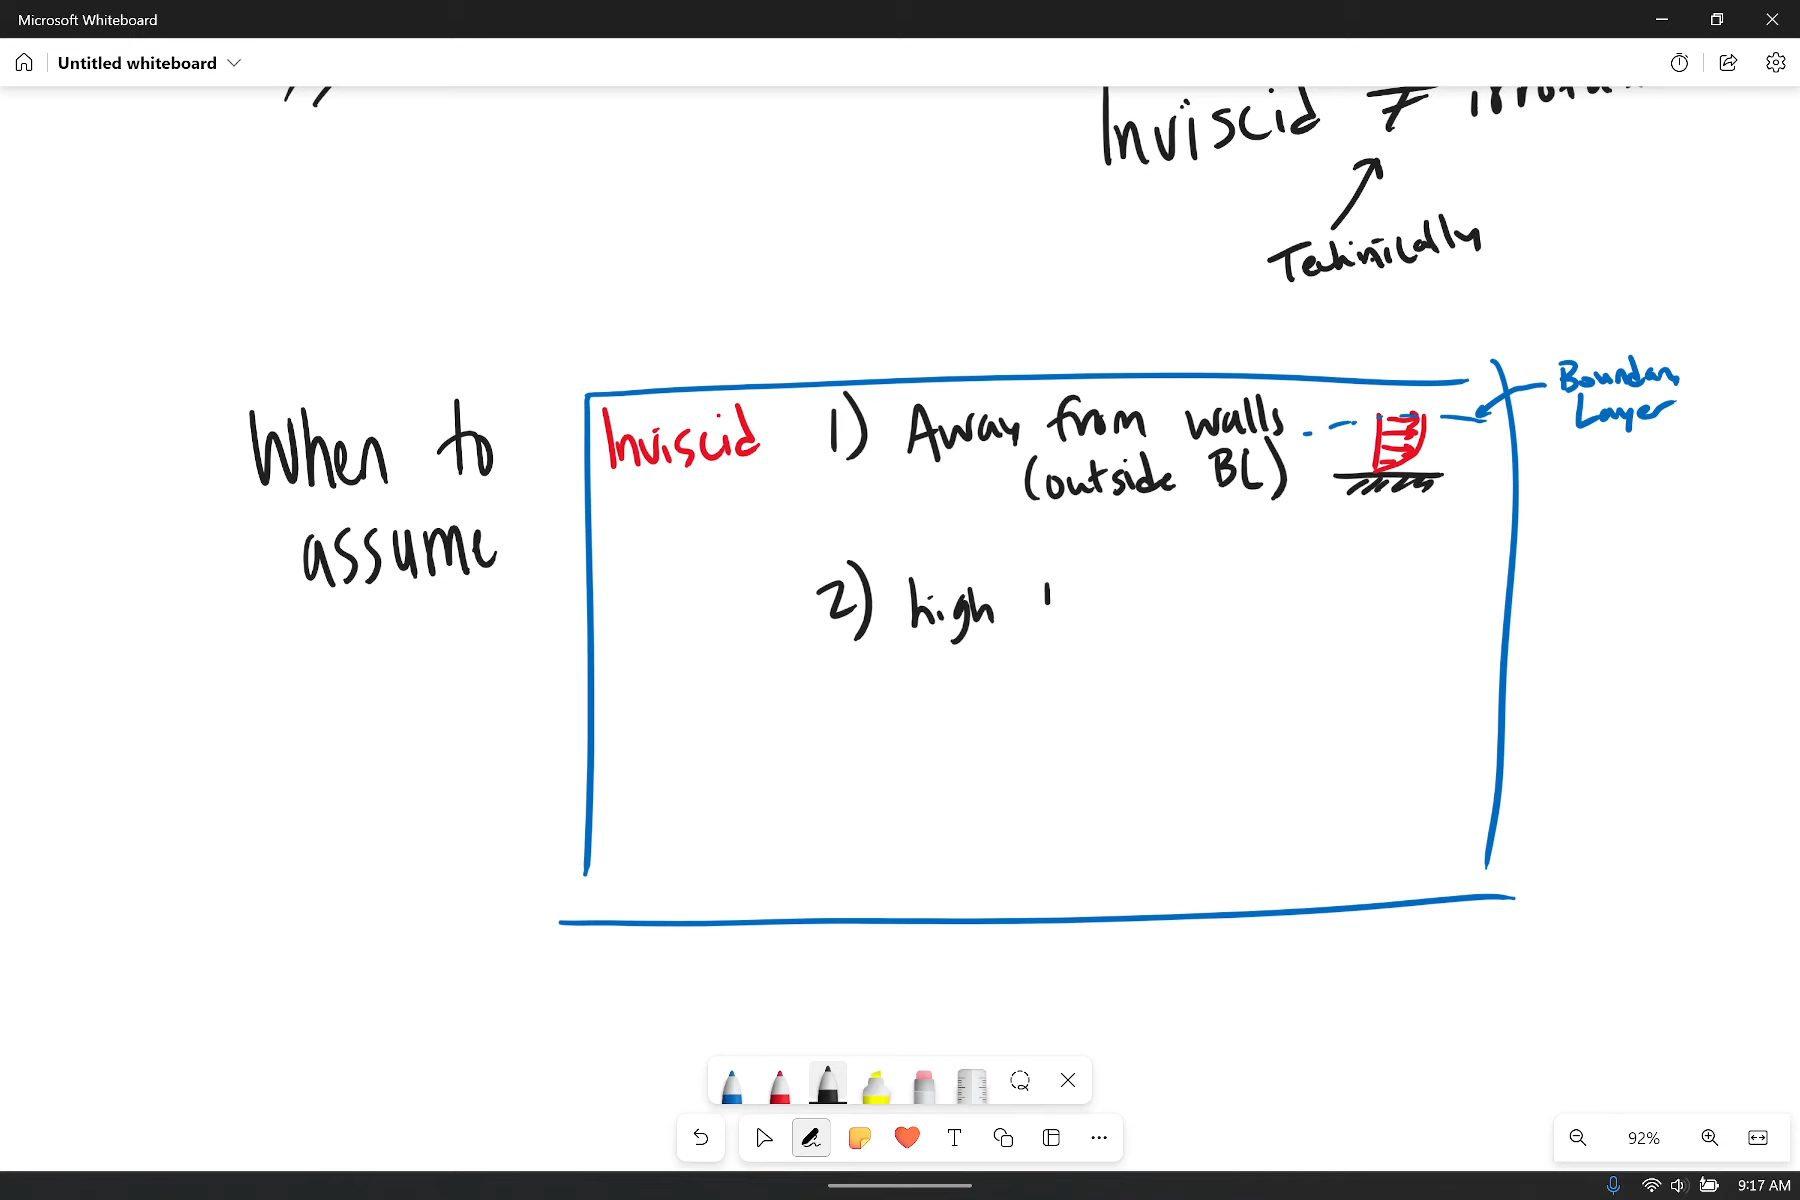 Microsoft Whiteboard
Untitled whiteboard
Inviscid ≠
Technically
When to
assume
Inviscid 1) Away from walls
(outside BL)
Boundary
Layer
2) high
92%
9:17 AM